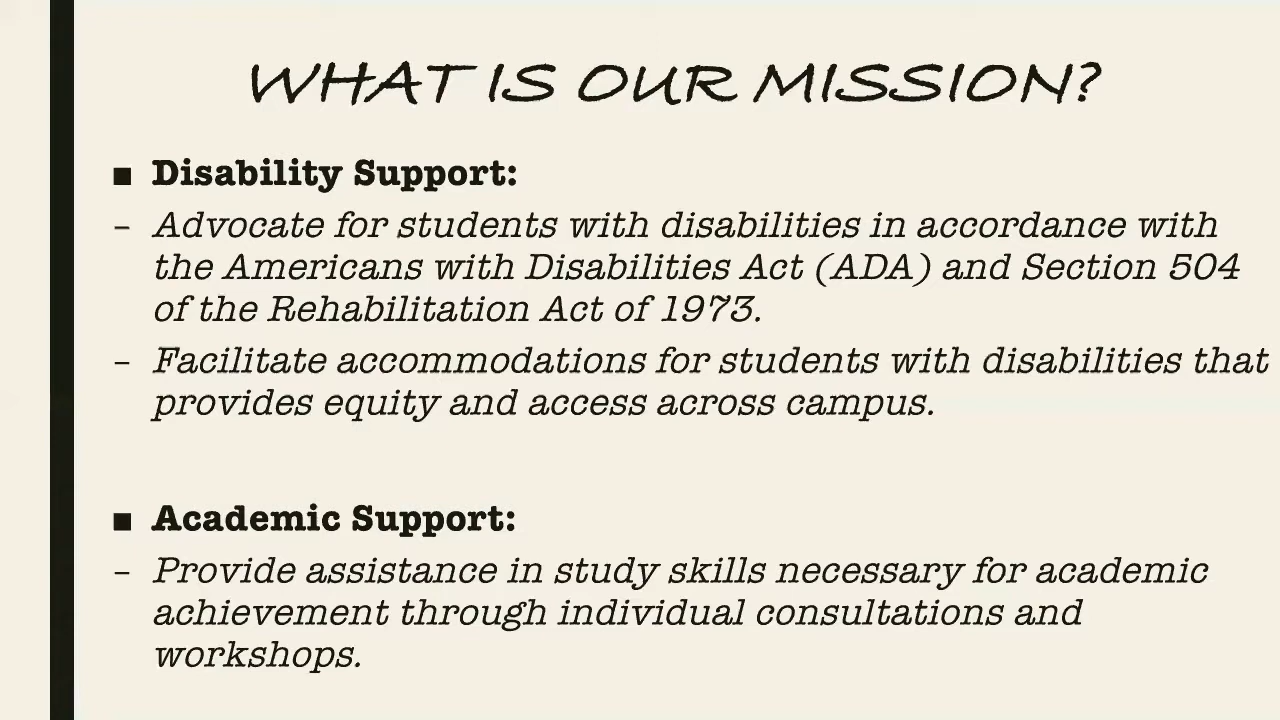 WHAT IS OUR MISSION?
■ Disability Support:
– Advocate for students with disabilities in accordance with
the Americans with Disabilities Act (ADA) and Section 504
of the Rehabilitation Act of 1973.
– Facilitate accommodations for students with disabilities that
provides equity and access across campus.
■ Academic Support:
– Provide assistance in study skills necessary for academic
achievement through individual consultations and
workshops.